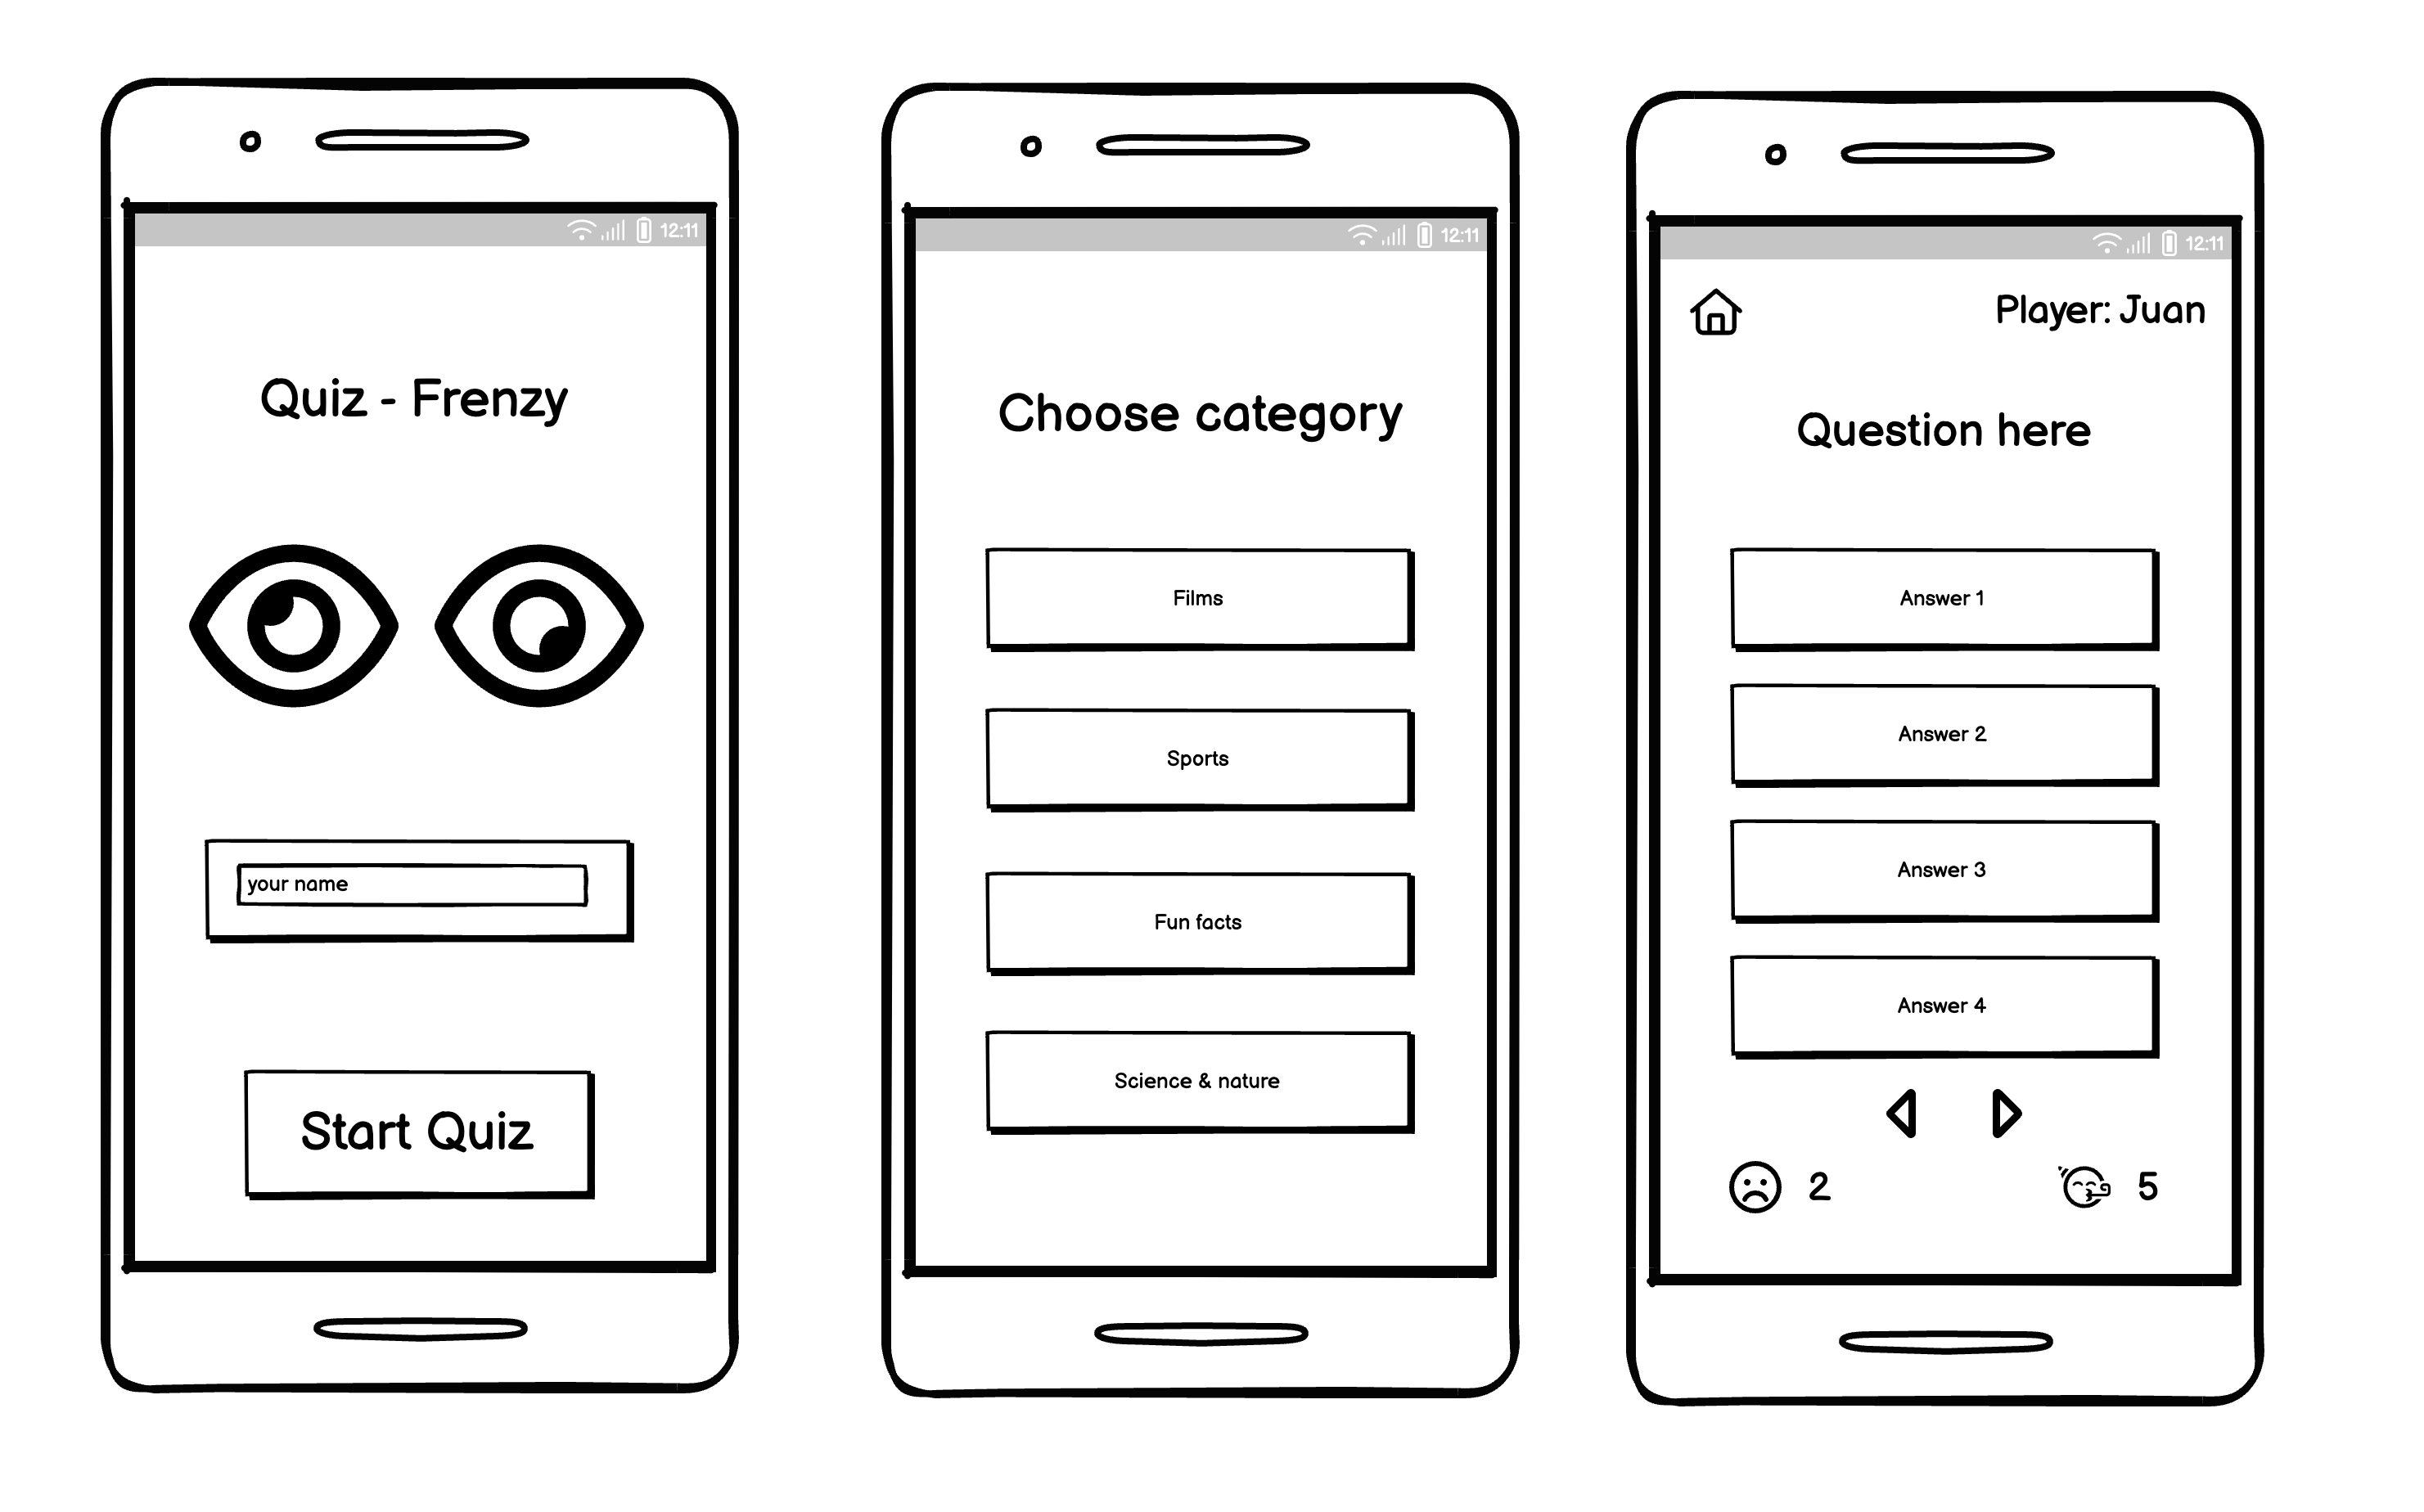 12:11
Quiz - Frenzy
your name
Start Quiz
12:11
Choose category
Films
Sports
Fun facts
Science & nature
12:11
Player: Juan
Question here
Answer 1
Answer 2
Answer 3
Answer 4
2 5